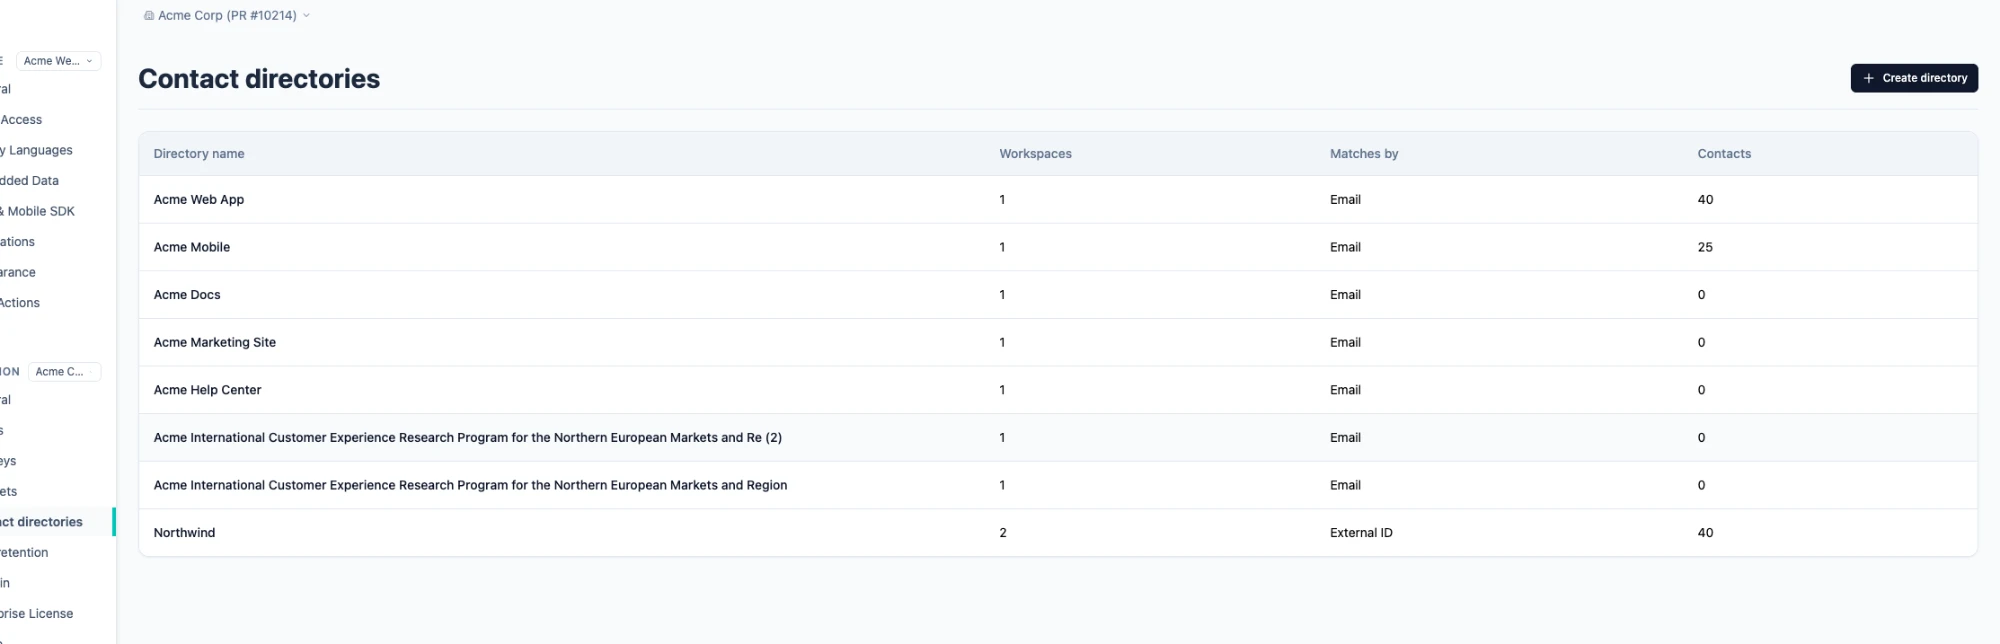 Acme Corp (PR #10214)
Acme We...
Contact directories
+ Create directory
ral
Access
y Languages
dded Data
& Mobile SDK
ations
arance
Actions
ION Acme C...
ral
s
eys
ets
act directories
retention
in
prise License
Directory name Workspaces Matches by Contacts
Acme Web App 1 Email 40
Acme Mobile 1 Email 25
Acme Docs 1 Email 0
Acme Marketing Site 1 Email 0
Acme Help Center 1 Email 0
Acme International Customer Experience Research Program for the Northern European Markets and Re (2) 1 Email 0
Acme International Customer Experience Research Program for the Northern European Markets and Region 1 Email 0
Northwind 2 External ID 40